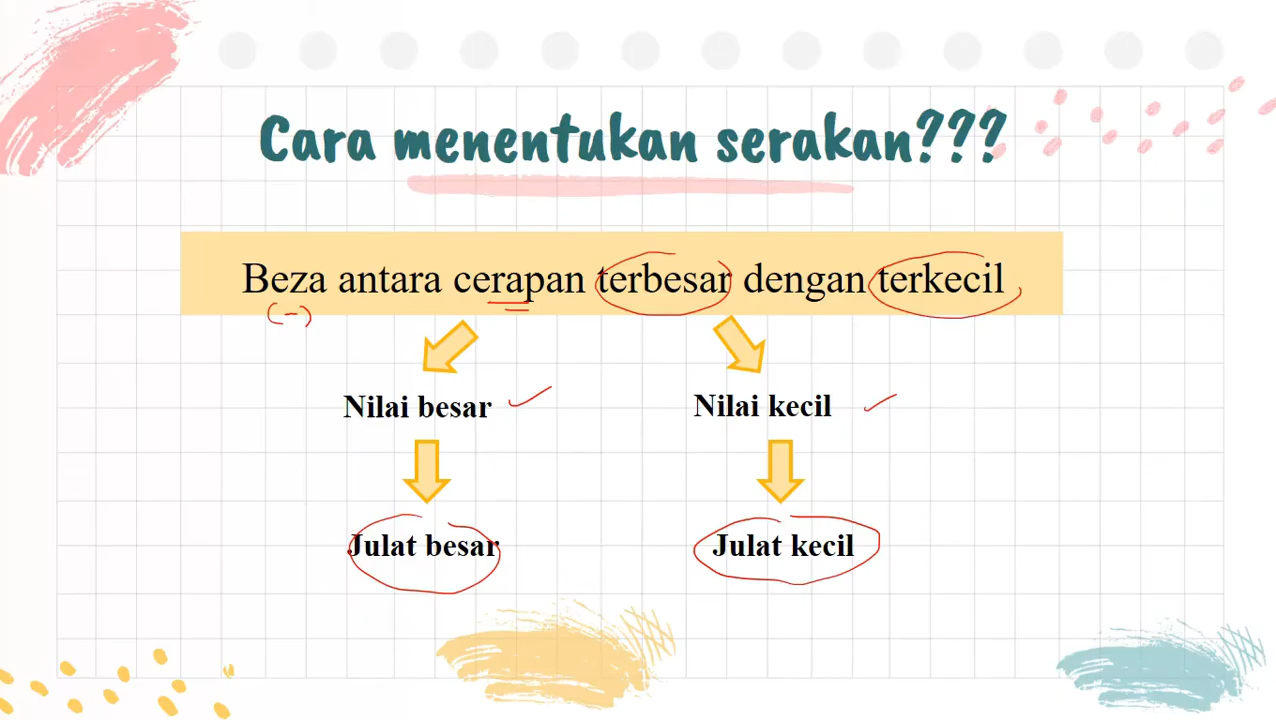 Cara menentukan serakan???
Beza antara cerapan terbesar dengan terkecil
(-)
Nilai besar
Nilai kecil
Julat besar
Julat kecil